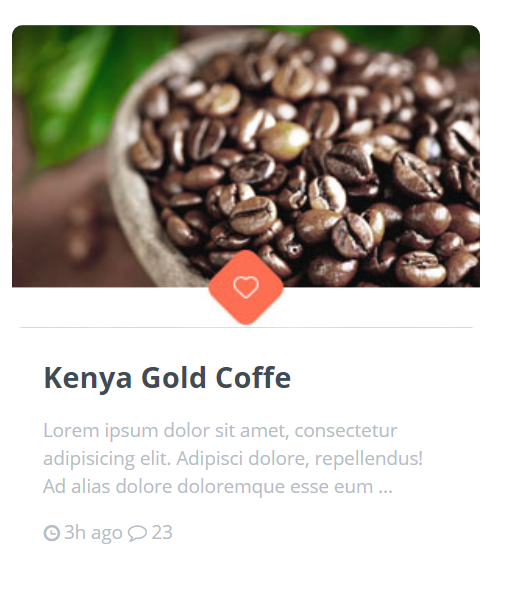 Kenya Gold Coffe
Lorem ipsum dolor sit amet, consectetur
adipisicing elit. Adipisci dolore, repellendus!
Ad alias dolore doloremque esse eum ...
3h ago 23